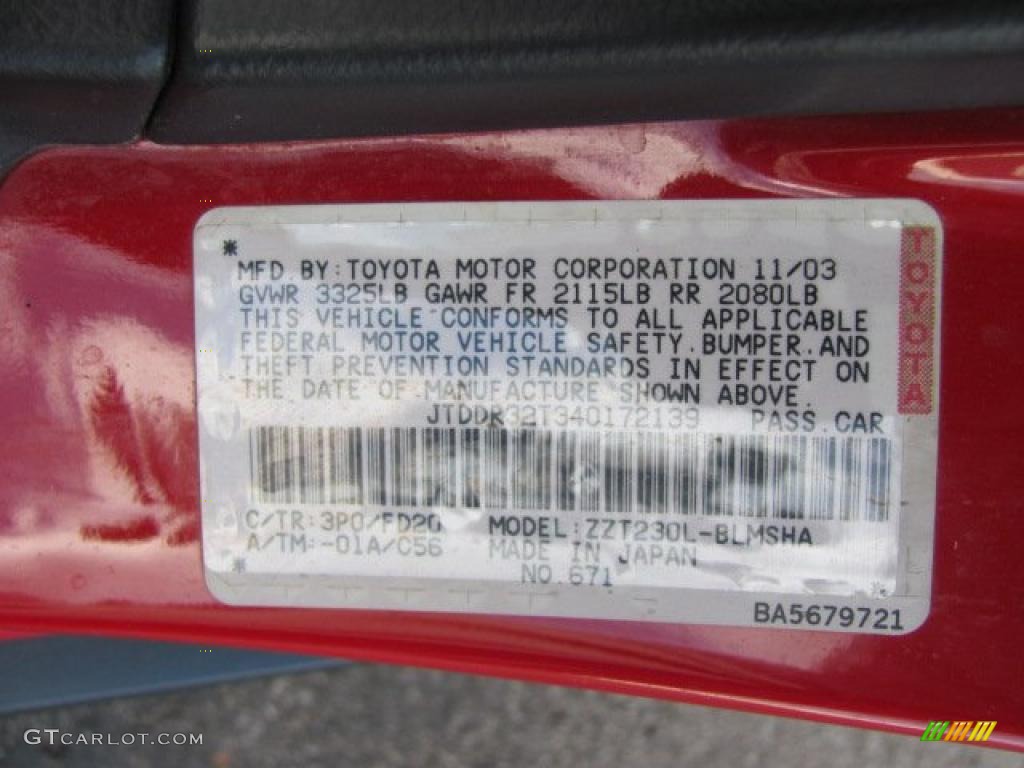 MFD. BY: TOYOTA MOTOR CORPORATION 11/03
GVWR 3325LB GAWR FR 2115LB RR 2080LB
THIS VEHICLE CONFORMS TO ALL APPLICABLE
FEDERAL MOTOR VEHICLE SAFETY.BUMPER.AND
THEFT PREVENTION STANDARDS IN EFFECT ON
THE DATE OF MANUFACTURE SHOWN ABOVE.
JTDDR32T340172139 PASS.CAR
C/TR:3P0/FD20 MODEL:ZZT230L-BLMSHA
A/TM:-01A/C56 MADE IN JAPAN
NO.671
BA5679721
TOYOTA
GTCARLOT.COM